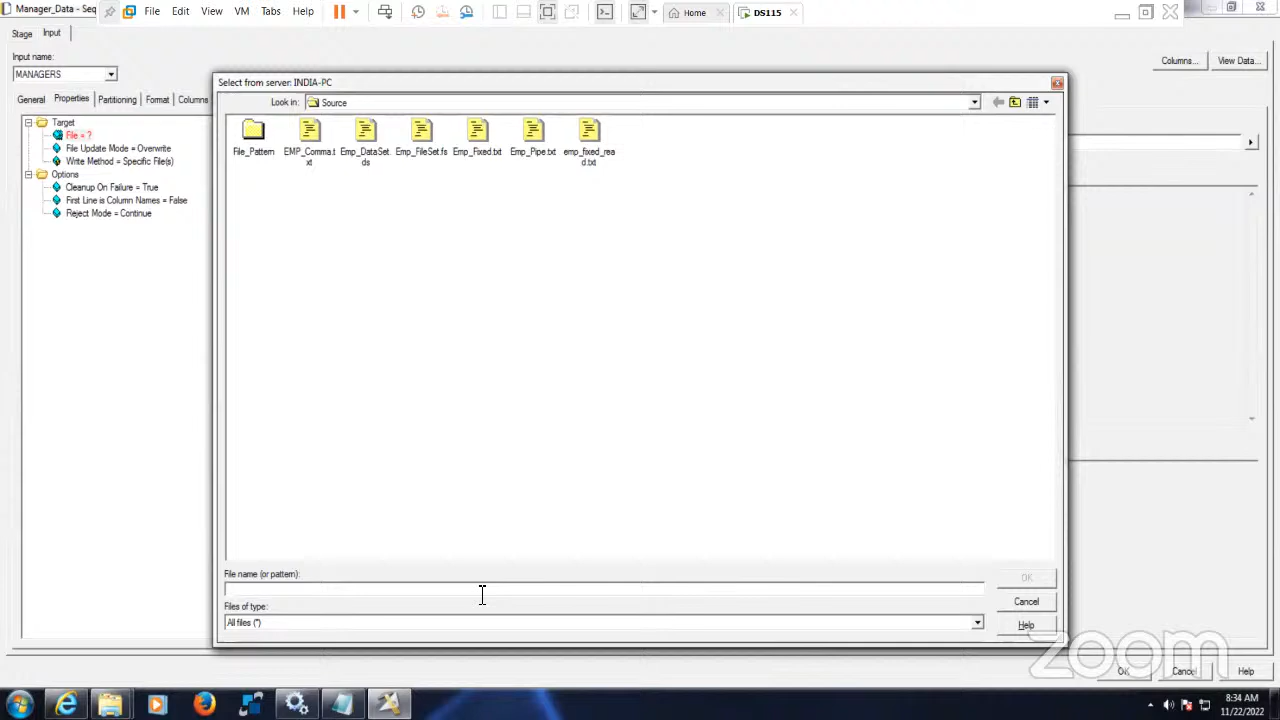 Manager_Data - Seq
File Edit View VM Tabs Help
Home
DS115
Stage Input
Input name:
MANAGERS
Columns... View Data...
General Properties Partitioning Format Columns
Target
File = ?
File Update Mode = Overwrite
Write Method = Specific File(s)
Options
Cleanup On Failure = True
First Line is Column Names = False
Reject Mode = Continue
Select from server: INDIA-PC
Look in: Source
File_Pattern
EMP_Comma.t
xt
Emp_DataSet.
ds
Emp_FileSet.fs
Emp_Fixed.txt
Emp_Pipe.txt
emp_fixed_rea
d.txt
File name (or pattern):
OK
Files of type:
Cancel
All files (*)
Help
zoom
OK Cancel Help
8:34 AM
11/22/2022